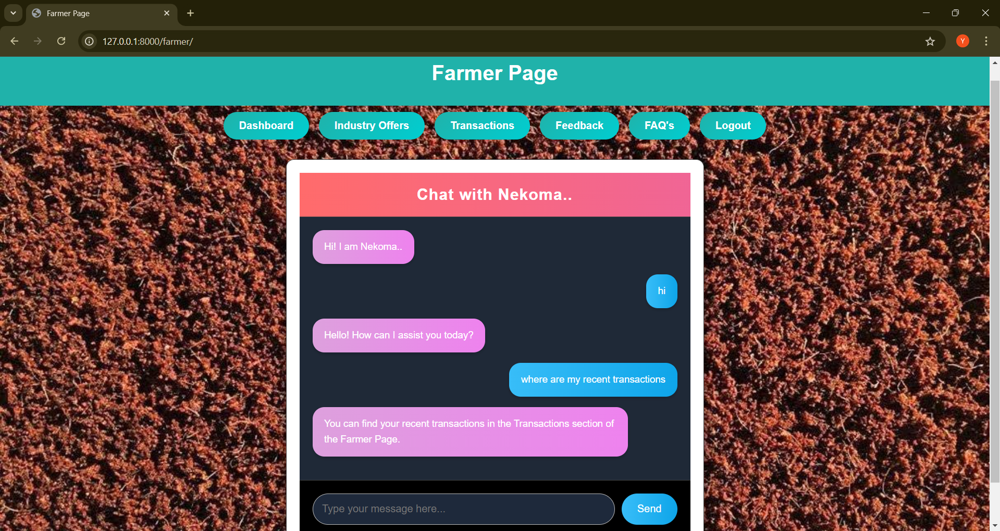 Farmer Page
127.0.0.1:8000/farmer/
Y
Farmer Page
Dashboard
Industry Offers
Transactions
Feedback
FAQ's
Logout
Chat with Nekoma..
Hi! I am Nekoma..
hi
Hello! How can I assist you today?
where are my recent transactions
You can find your recent transactions in the Transactions section of
the Farmer Page.
Type your message here...
Send